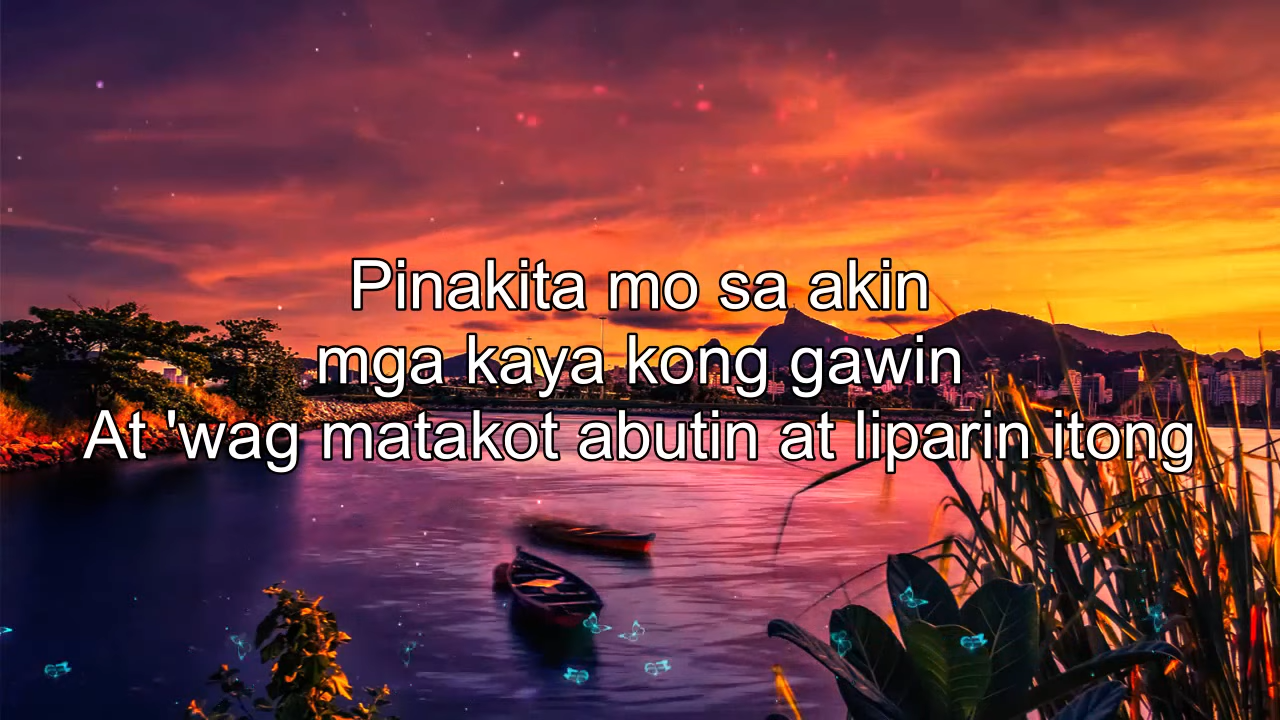 Pinakita mo sa akin
mga kaya kong gawin
At 'wag matakot abutin at liparin itong